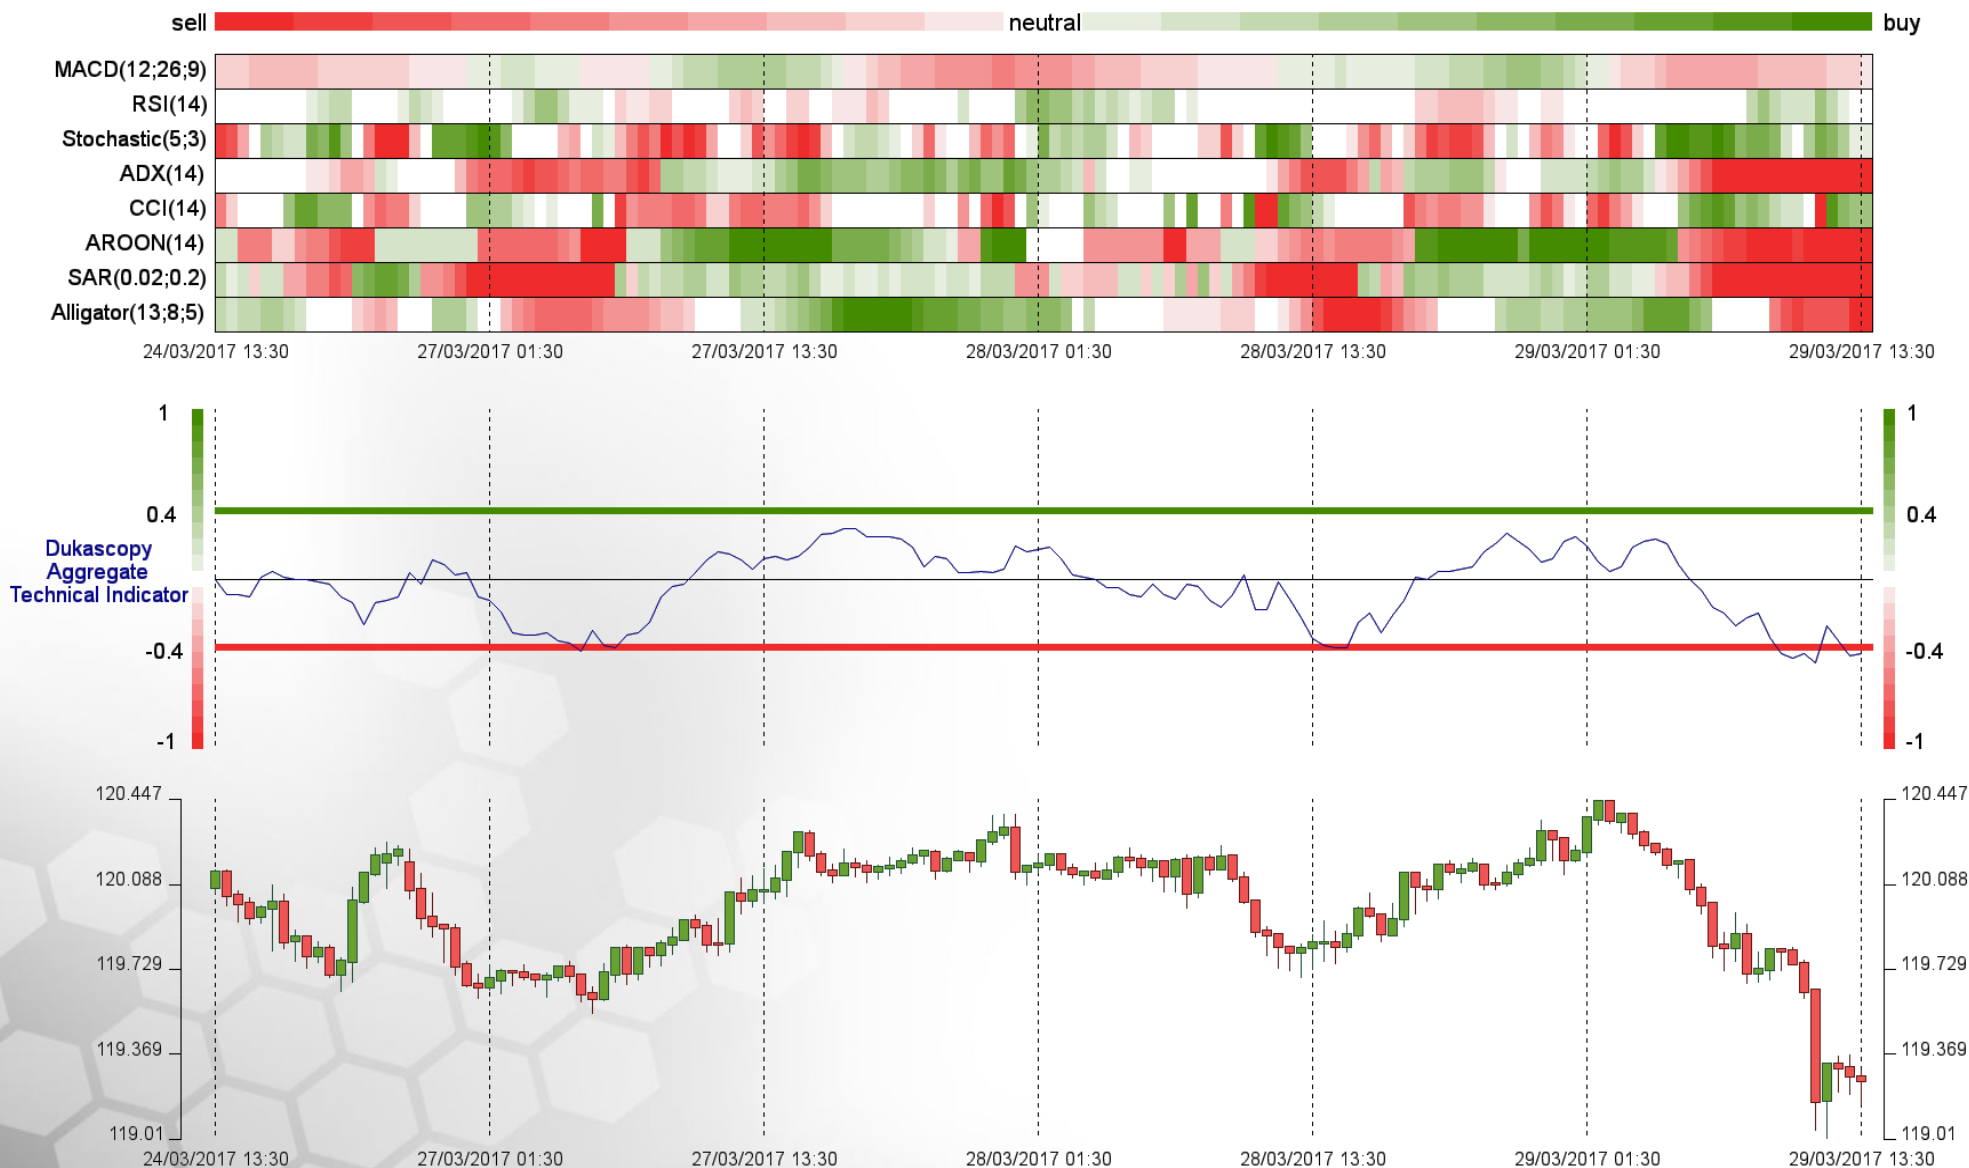 sell neutral buy
MACD(12;26;9)
RSI(14)
Stochastic(5;3)
ADX(14)
CCI(14)
AROON(14)
SAR(0.02;0.2)
Alligator(13;8;5)
24/03/2017 13:30 27/03/2017 01:30 27/03/2017 13:30 28/03/2017 01:30 28/03/2017 13:30 29/03/2017 01:30 29/03/2017 13:30
1 1
0.4 0.4
Dukascopy
Aggregate
Technical Indicator
-0.4 -0.4
-1 -1
120.447 120.447
120.088 120.088
119.729 119.729
119.369 119.369
119.01 119.01
24/03/2017 13:30 27/03/2017 01:30 27/03/2017 13:30 28/03/2017 01:30 28/03/2017 13:30 29/03/2017 01:30 29/03/2017 13:30